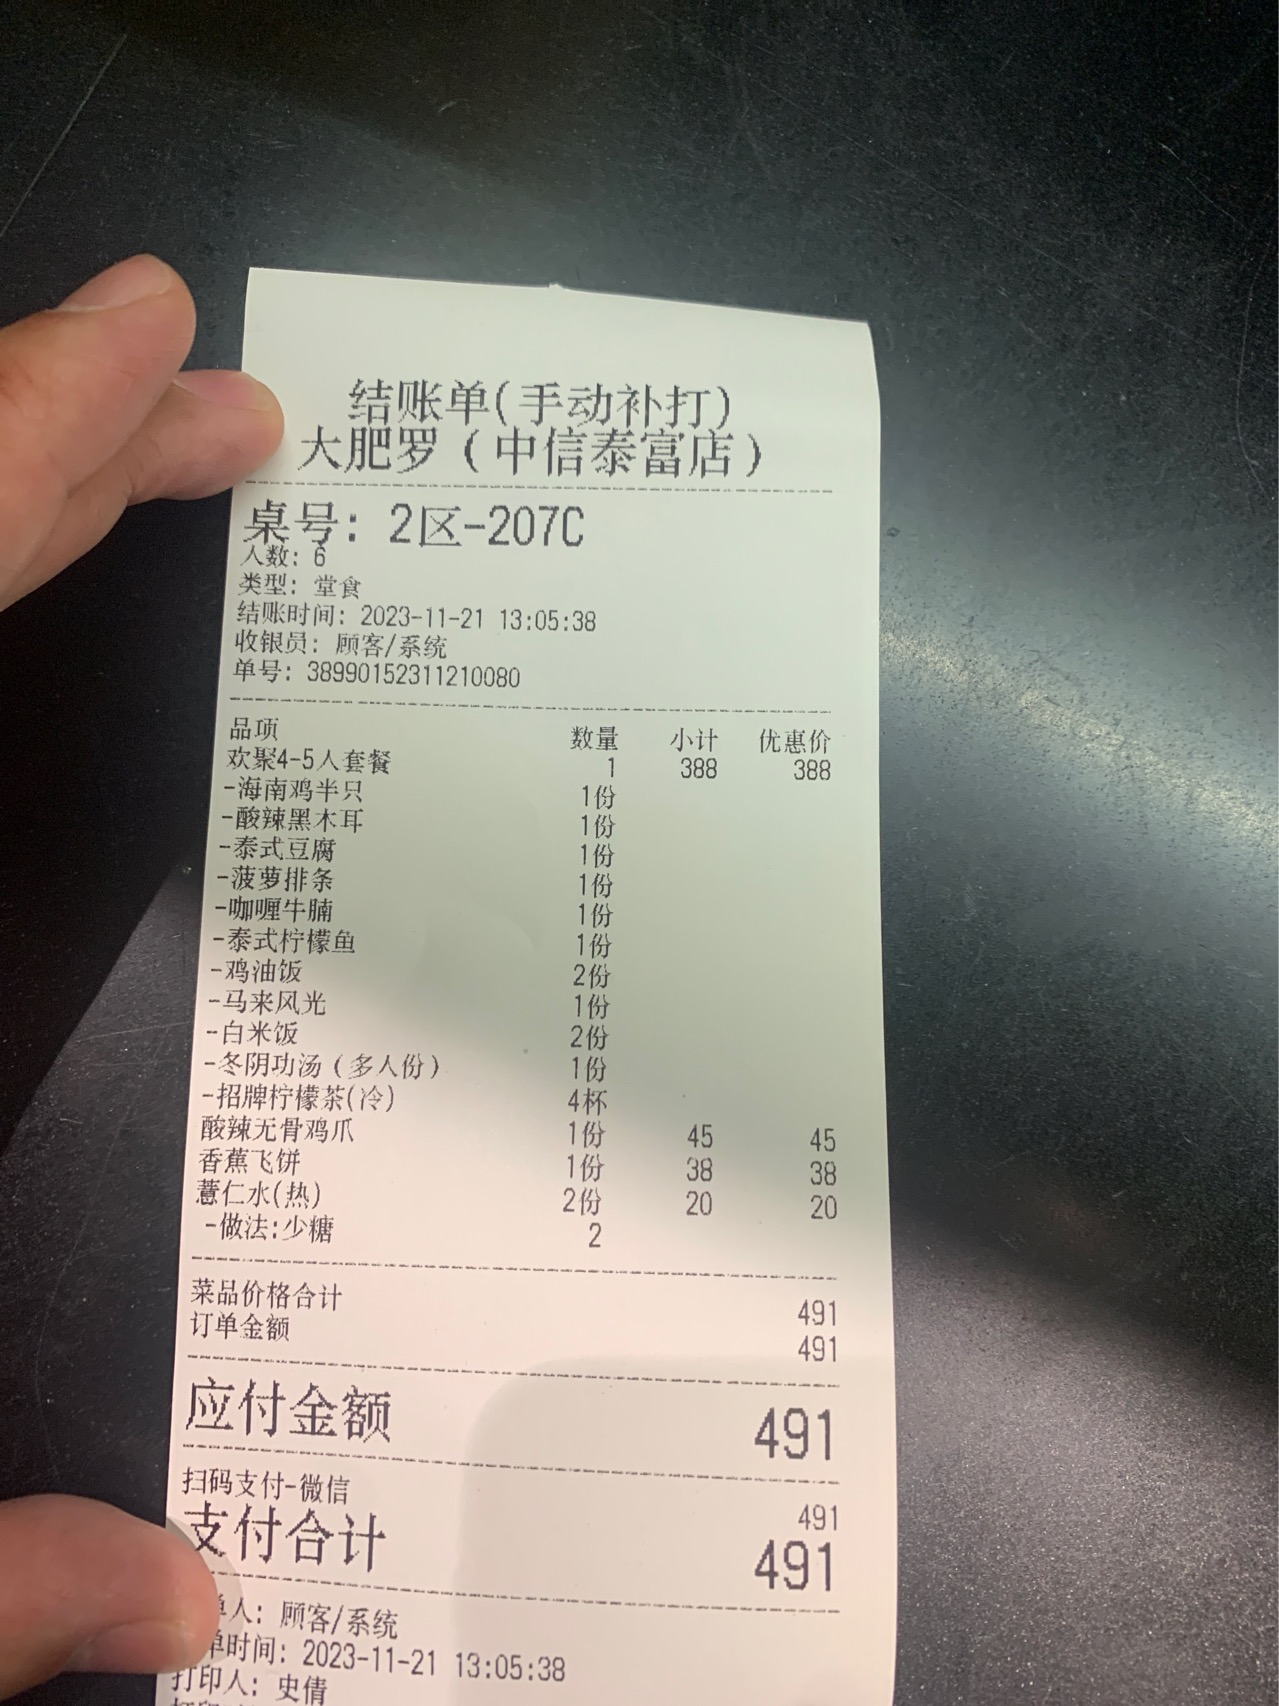 结账单(手动补打)
大肥罗（中信泰富店）
桌号: 2区-207C
人数: 6
类型: 堂食
结账时间: 2023-11-21 13:05:38
收银员: 顾客/系统
单号: 38990152311210080
品项 数量 小计 优惠价
欢聚4-5人套餐 1 388 388
-海南鸡半只 1份
-酸辣黑木耳 1份
-泰式豆腐 1份
-菠萝排条 1份
-咖喱牛腩 1份
-泰式柠檬鱼 1份
-鸡油饭 2份
-马来风光 1份
-白米饭 2份
-冬阴功汤（多人份） 1份
-招牌柠檬茶(冷) 4杯
酸辣无骨鸡爪 1份 45 45
香蕉飞饼 1份 38 38
薏仁水(热) 2份 20 20
-做法:少糖 2
菜品价格合计 491
订单金额 491
应付金额 491
扫码支付-微信 491
支付合计 491
单人: 顾客/系统
单时间: 2023-11-21 13:05:38
打印人: 史倩